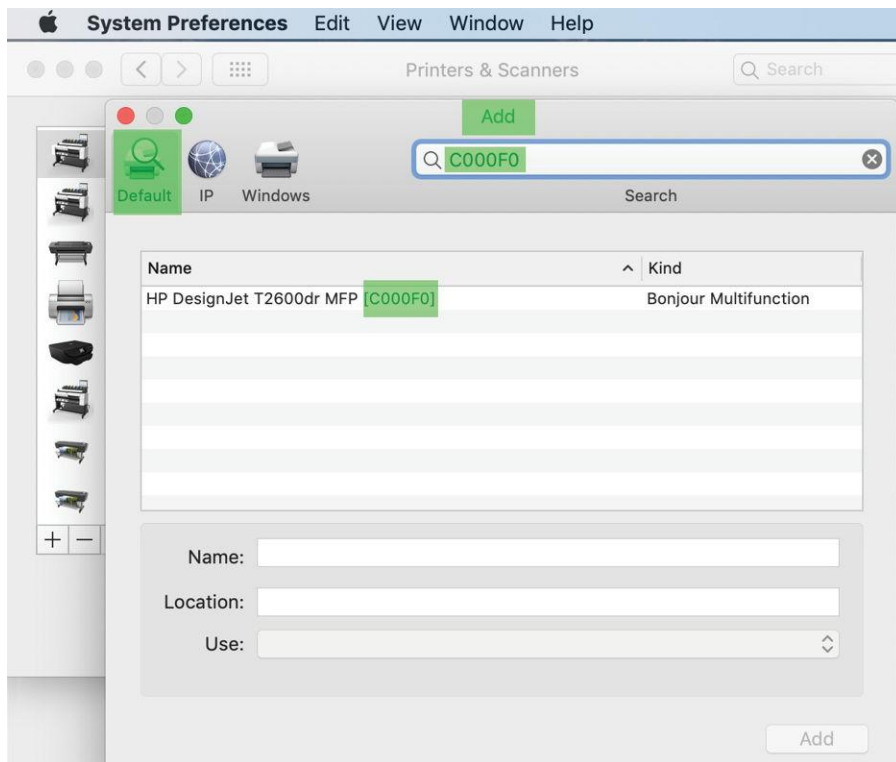 System Preferences Edit View Window Help
Printers & Scanners Search
Add
C000F0
Default IP Windows Search
Name Kind
HP DesignJet T2600dr MFP [C000F0] Bonjour Multifunction
Name:
Location:
Use:
Add